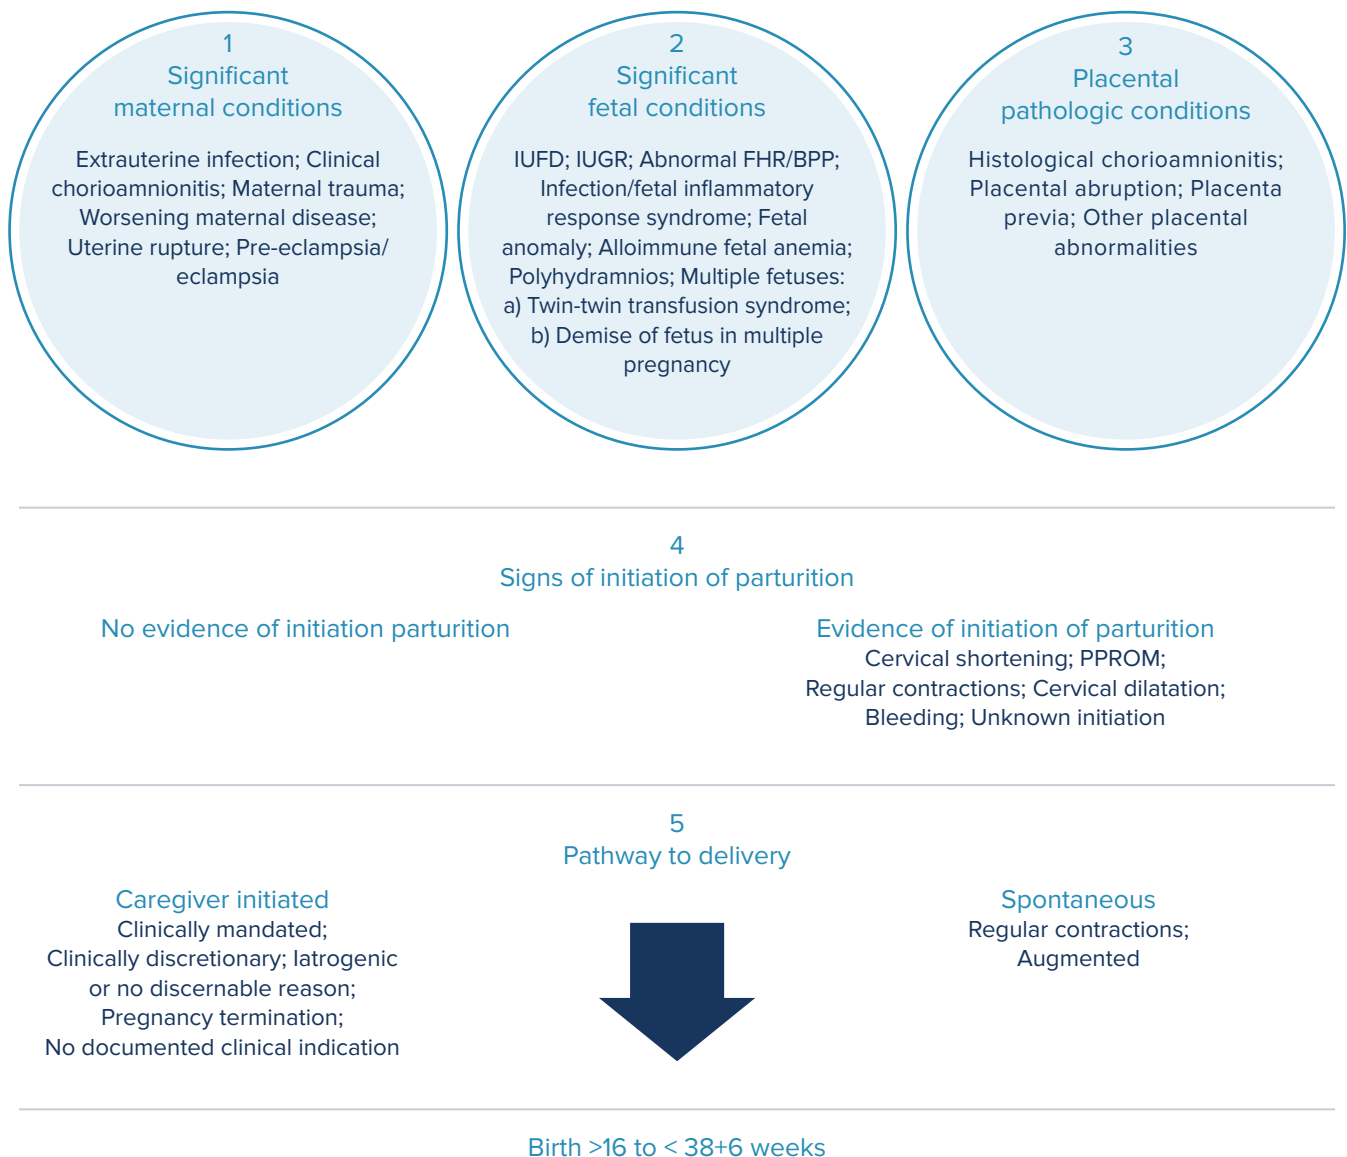 1
Significant
maternal conditions
Extrauterine infection; Clinical
chorioamnionitis; Maternal trauma;
Worsening maternal disease;
Uterine rupture; Pre-eclampsia/
eclampsia
2
Significant
fetal conditions
IUFD; IUGR; Abnormal FHR/BPP;
Infection/fetal inflammatory
response syndrome; Fetal
anomaly; Alloimmune fetal anemia;
Polyhydramnios; Multiple fetuses:
a) Twin-twin transfusion syndrome;
b) Demise of fetus in multiple
pregnancy
3
Placental
pathologic conditions
Histological chorioamnionitis;
Placental abruption; Placenta
previa; Other placental
abnormalities
4
Signs of initiation of parturition
No evidence of initiation parturition
Evidence of initiation of parturition
Cervical shortening; PPROM;
Regular contractions; Cervical dilatation;
Bleeding; Unknown initiation
5
Pathway to delivery
Caregiver initiated
Clinically mandated;
Clinically discretionary; Iatrogenic
or no discernable reason;
Pregnancy termination;
No documented clinical indication
Spontaneous
Regular contractions;
Augmented
Birth >16 to < 38+6 weeks